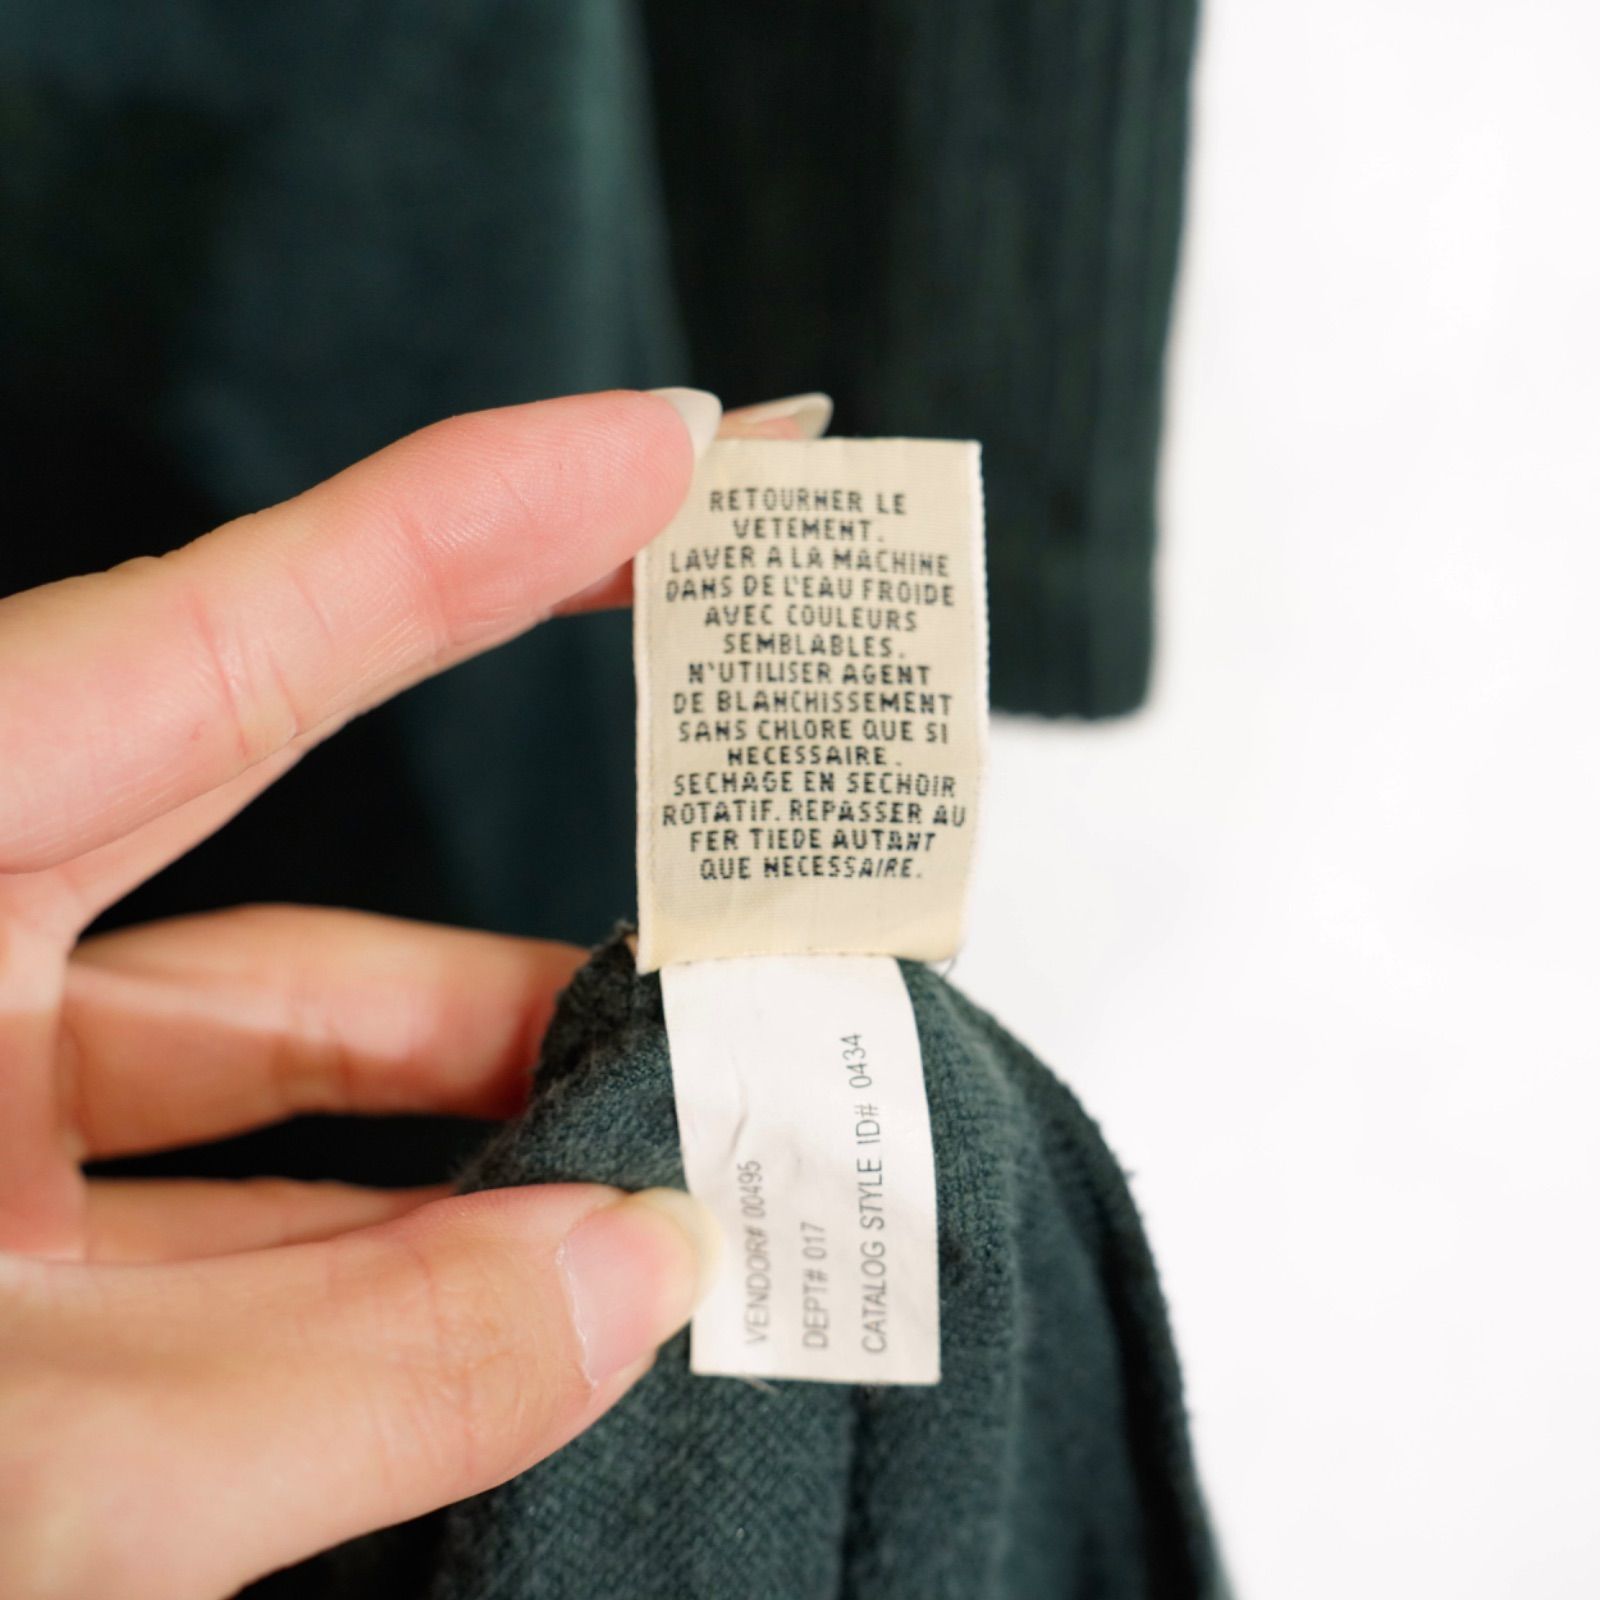 RETOURNER LE
VETEMENT.
LAVER A LA MACHINE
DANS DE L'EAU FROIDE
AVEC COULEURS
SEMBLABLES.
N'UTILISER AGENT
DE BLANCHISSEMENT
SANS CHLORE QUE SI
NECESSAIRE.
SECHAGE EN SECHOIR
ROTATIF. REPASSER AU
FER TIEDE AUTANT
QUE NECESSAIRE.
VENDOR# 00495
DEPT# 017
CATALOG STYLE ID# 0434